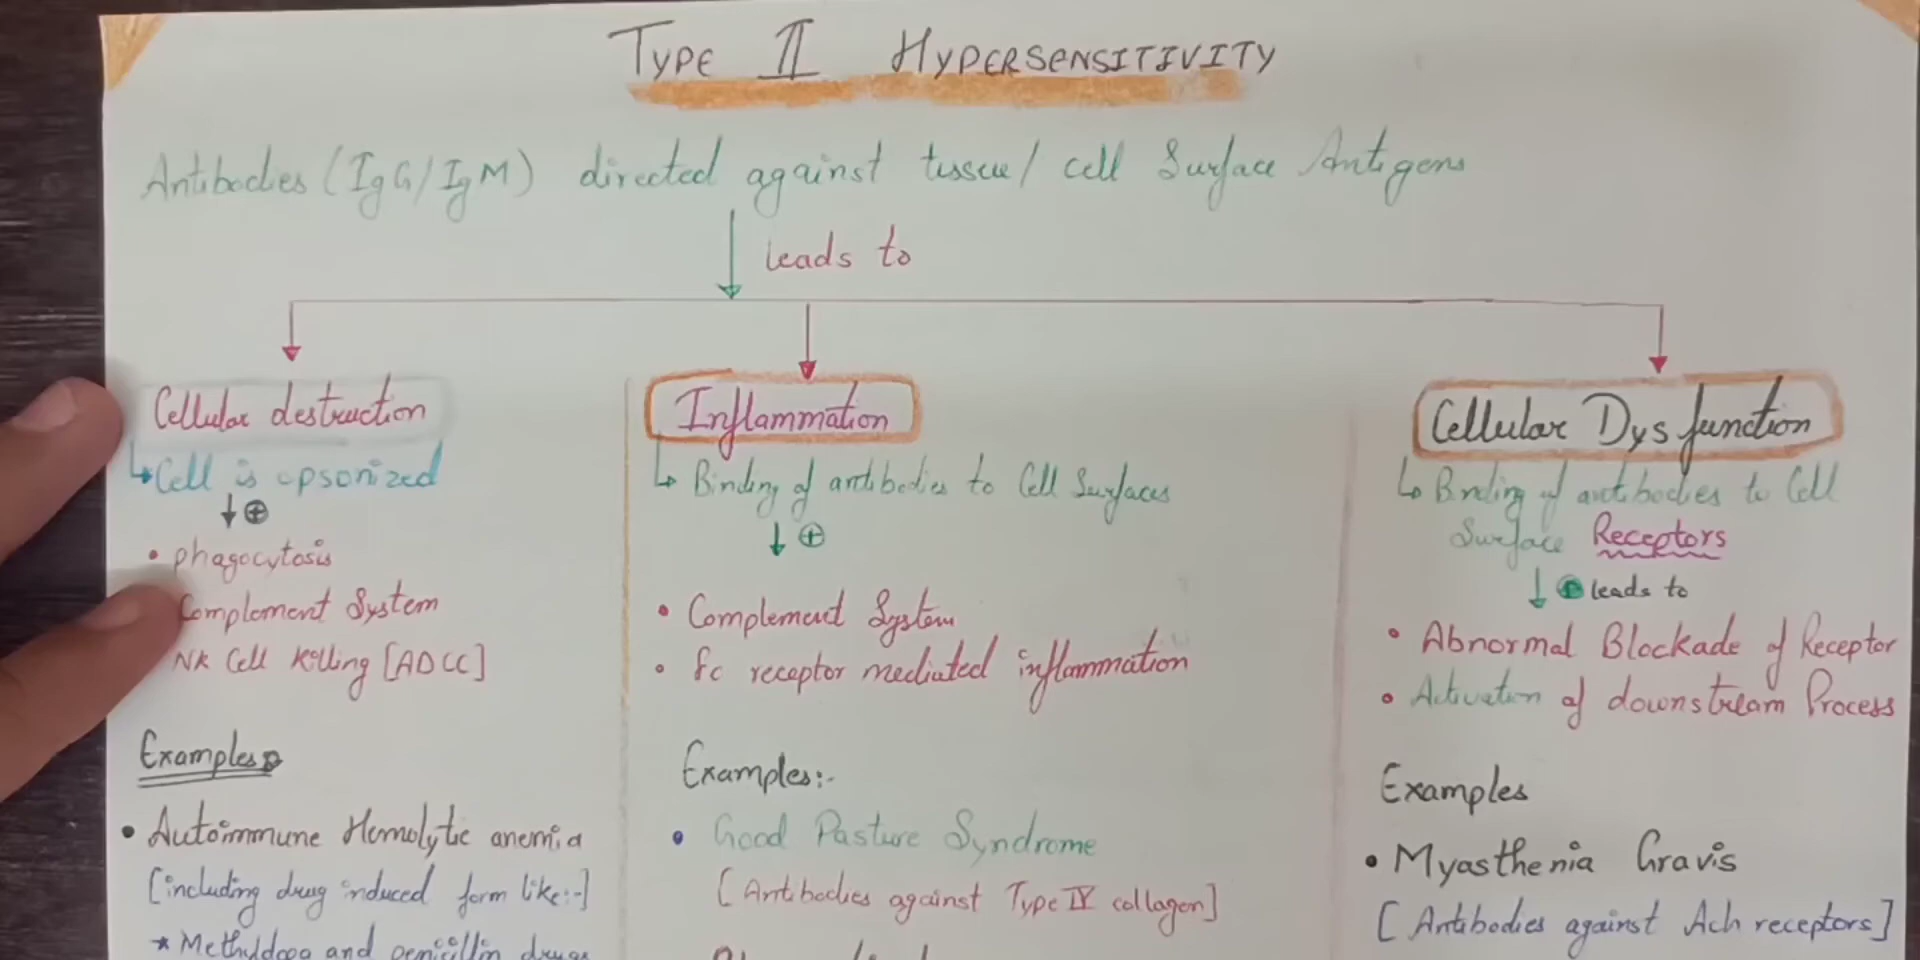 Type II Hypersensitivity
Antibodies (IgG/IgM) directed against tissue/ cell Surface Antigens
leads to
Cellular destruction
Cell is opsonized
⊕
• phagocytosis
Complement System
NK Cell Killing [ADCC]
Examples
• Autoimmune Hemolytic anemia
[including drug induced form like:-]
* Methyldopa and penicillin drugs
Inflammation
Binding of antibodies to Cell Surfaces
⊕
• Complement System
• Fc receptor mediated inflammation
Examples:-
• Good Pasture Syndrome
[Antibodies against Type IV collagen]
Cellular Dysfunction
Binding of antibodies to Cell
Surface Receptors
leads to
• Abnormal Blockade of Receptor
• Activation of downstream Process
Examples
• Myasthenia Gravis
[Antibodies against Ach receptors]